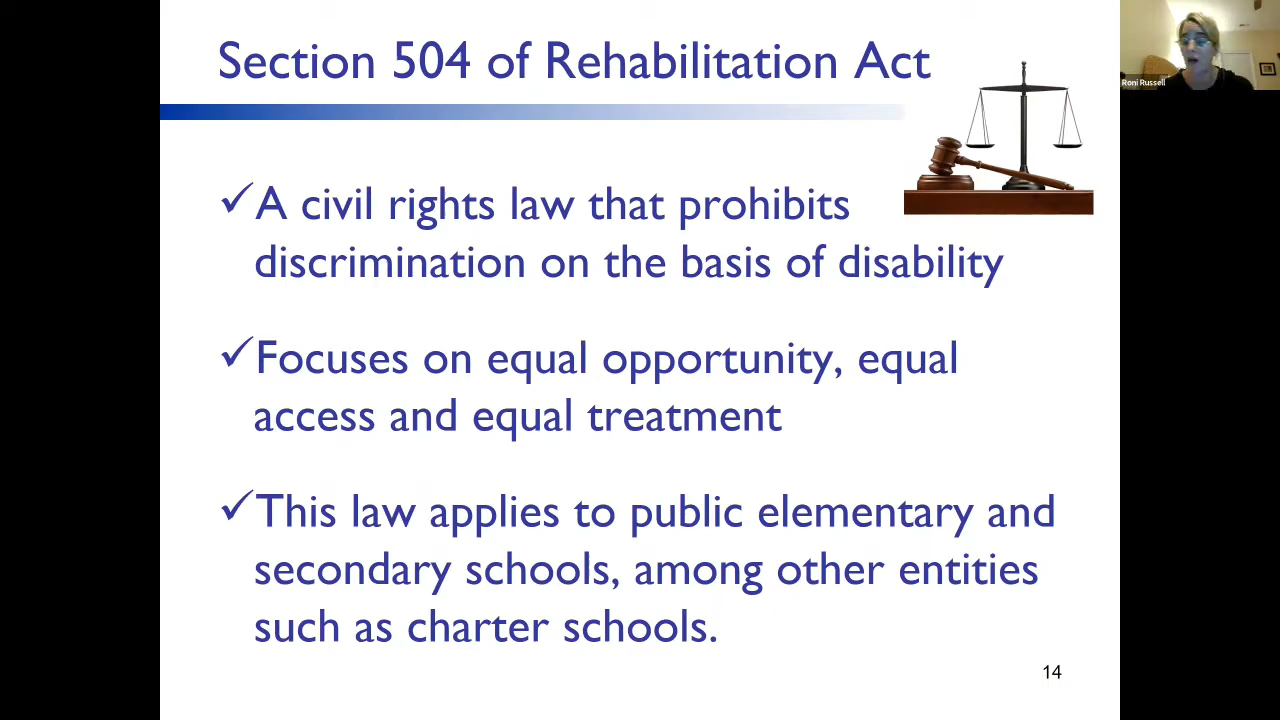 Section 504 of Rehabilitation Act
Roni Russell
✓A civil rights law that prohibits
discrimination on the basis of disability
✓Focuses on equal opportunity, equal
access and equal treatment
✓This law applies to public elementary and
secondary schools, among other entities
such as charter schools.
14